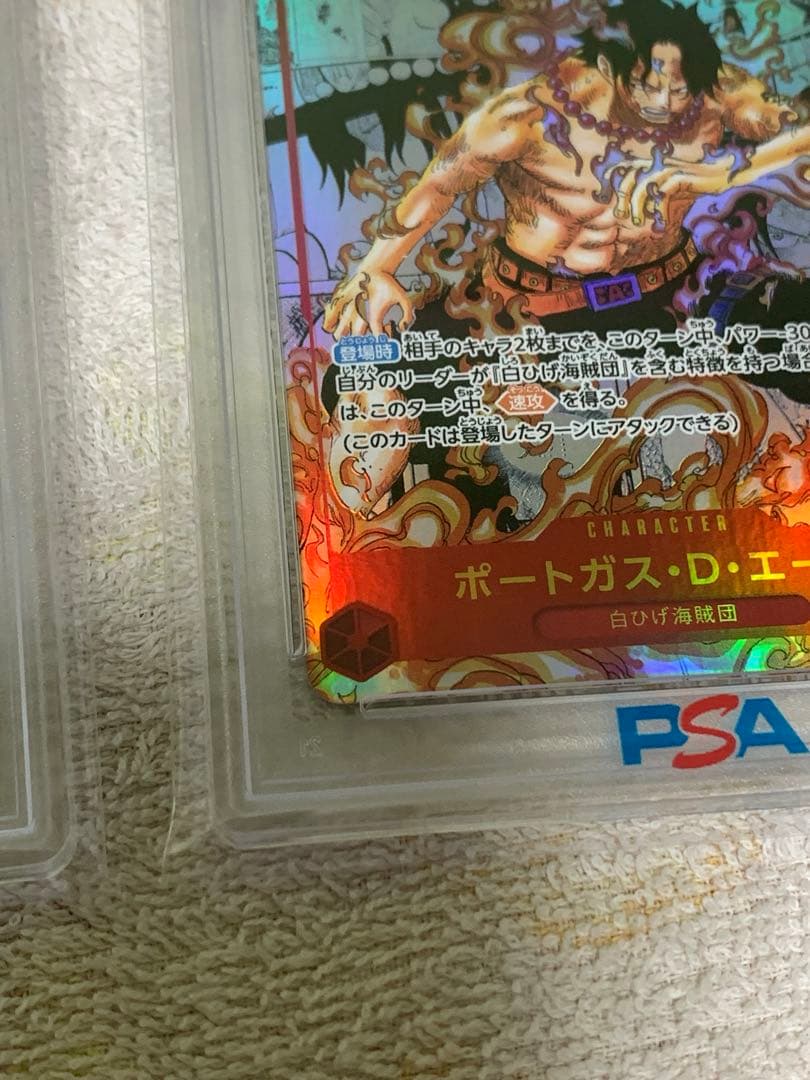 登場時 相手のキャラ2枚までを、このターン中、パワー-30
自分のリーダーが『白ひげ海賊団』を含む特徴を持つ場合
は、このターン中、速攻を得る。
(このカードは登場したターンにアタックできる)
CHARACTER
ポートガス・D・エー
白ひげ海賊団
PSA